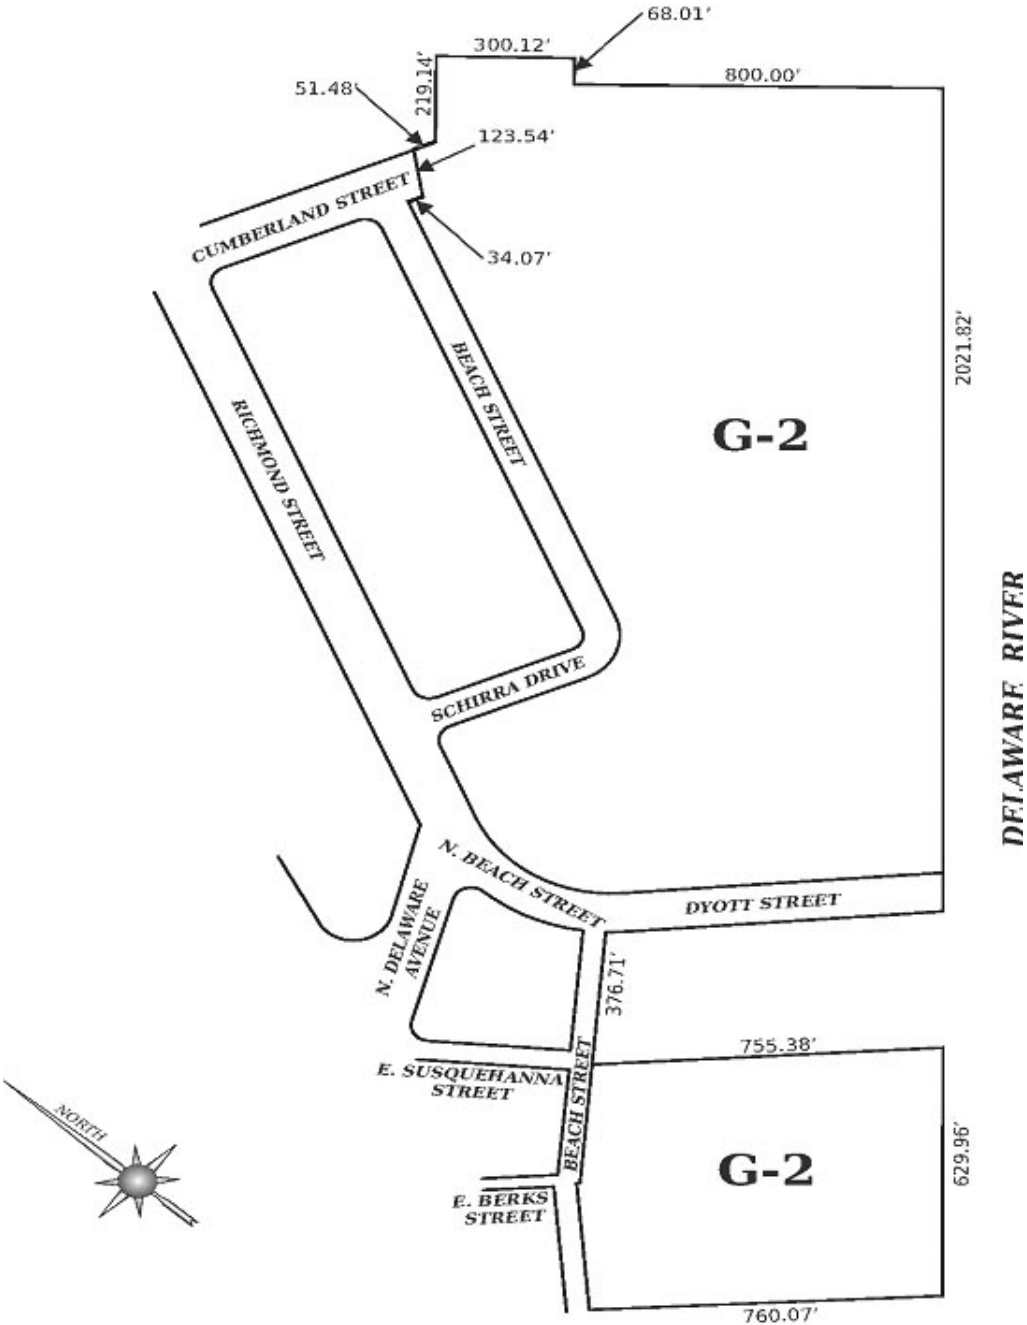 68.01′
300.12′
800.00′
219.14′
51.48′
123.54′
CUMBERLAND STREET
34.07′
2021.82′
BEACH STREET
RICHMOND STREET
G-2
DELAWARE RIVER
SCHIRRA DRIVE
N. BEACH STREET
DYOTT STREET
N. DELAWARE
AVENUE
376.71′
755.38′
E. SUSQUEHANNA
STREET
BEACH STREET
NORTH
629.96′
G-2
E. BERKS
STREET
760.07′